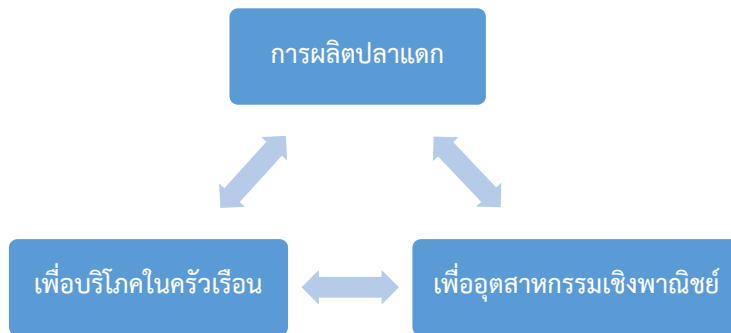 การผลิตปลาแดก
เพื่อบริโภคในครัวเรือน
เพื่ออุตสาหกรรมเชิงพาณิชย์